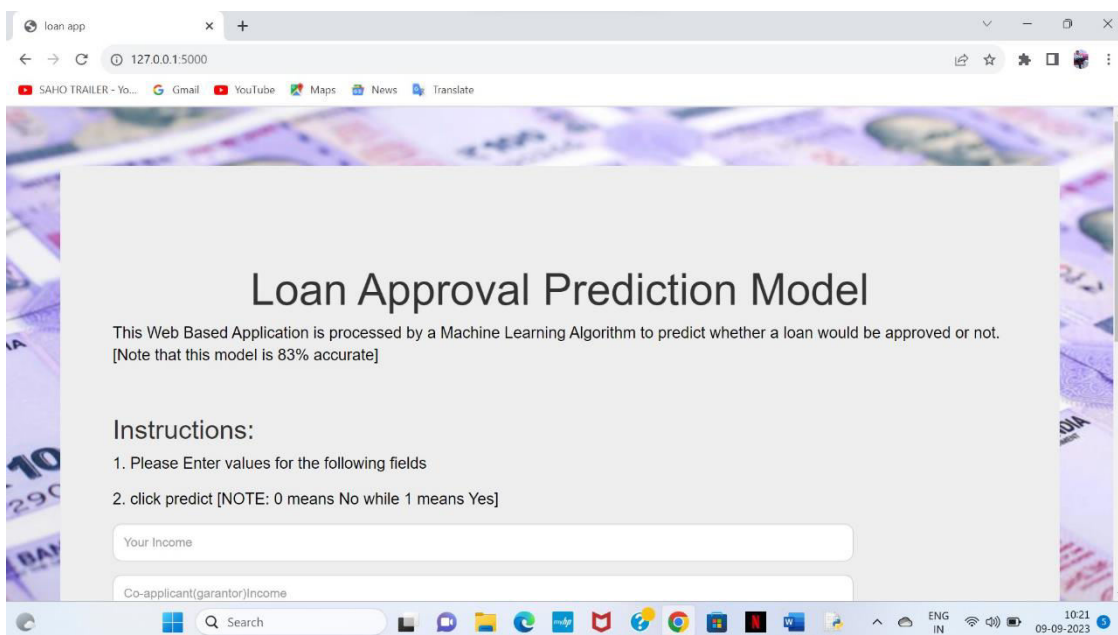 loan app
127.0.0.1:5000
SAHO TRAILER - Yo... Gmail YouTube Maps News Translate
100
Loan Approval Prediction Model
This Web Based Application is processed by a Machine Learning Algorithm to predict whether a loan would be approved or not.
[Note that this model is 83% accurate]
Instructions:
1. Please Enter values for the following fields
10
290
2. click predict [NOTE: 0 means No while 1 means Yes]
Your Income
Co-applicant(garantor)Income
Search
ENG
IN
10:21
09-09-2023
5